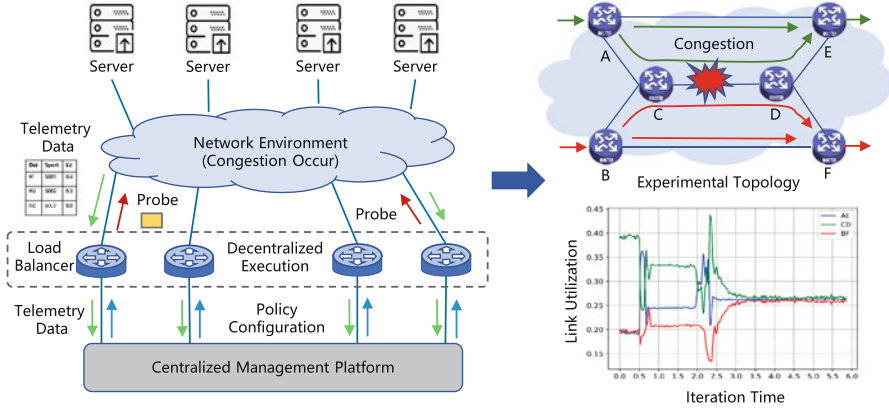 Server
Server
Server
Server
Telemetry
Data
Network Environment
(Congestion Occur)
Probe
Probe
Load
Balancer
Decentralized
Execution
Telemetry
Data
Policy
Configuration
Centralized Management Platform
A
Congestion
E
C
D
B
F
Experimental Topology
Link Utilization
0.45
0.40
0.35
0.30
0.25
0.20
0.15
AE
CD
BF
0.0 0.5 1.0 1.5 2.0 2.5 3.0 3.5 4.0 4.5 5.0 5.5 6.0
Iteration Time